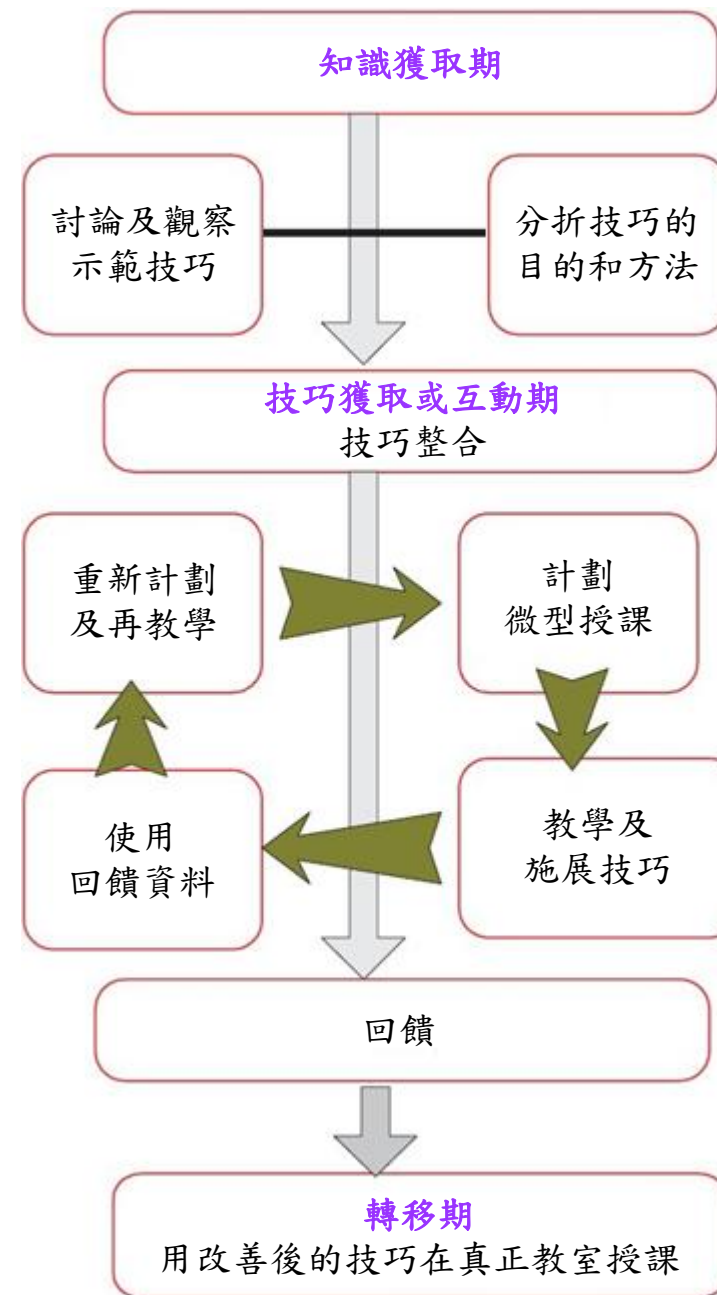 知識獲取期
討論及觀察
示範技巧
分折技巧的
目的和方法
技巧獲取或互動期
技巧整合
重新計劃
及再教學
計劃
微型授課
使用
回饋資料
教學及
施展技巧
回饋
轉移期
用改善後的技巧在真正教室授課